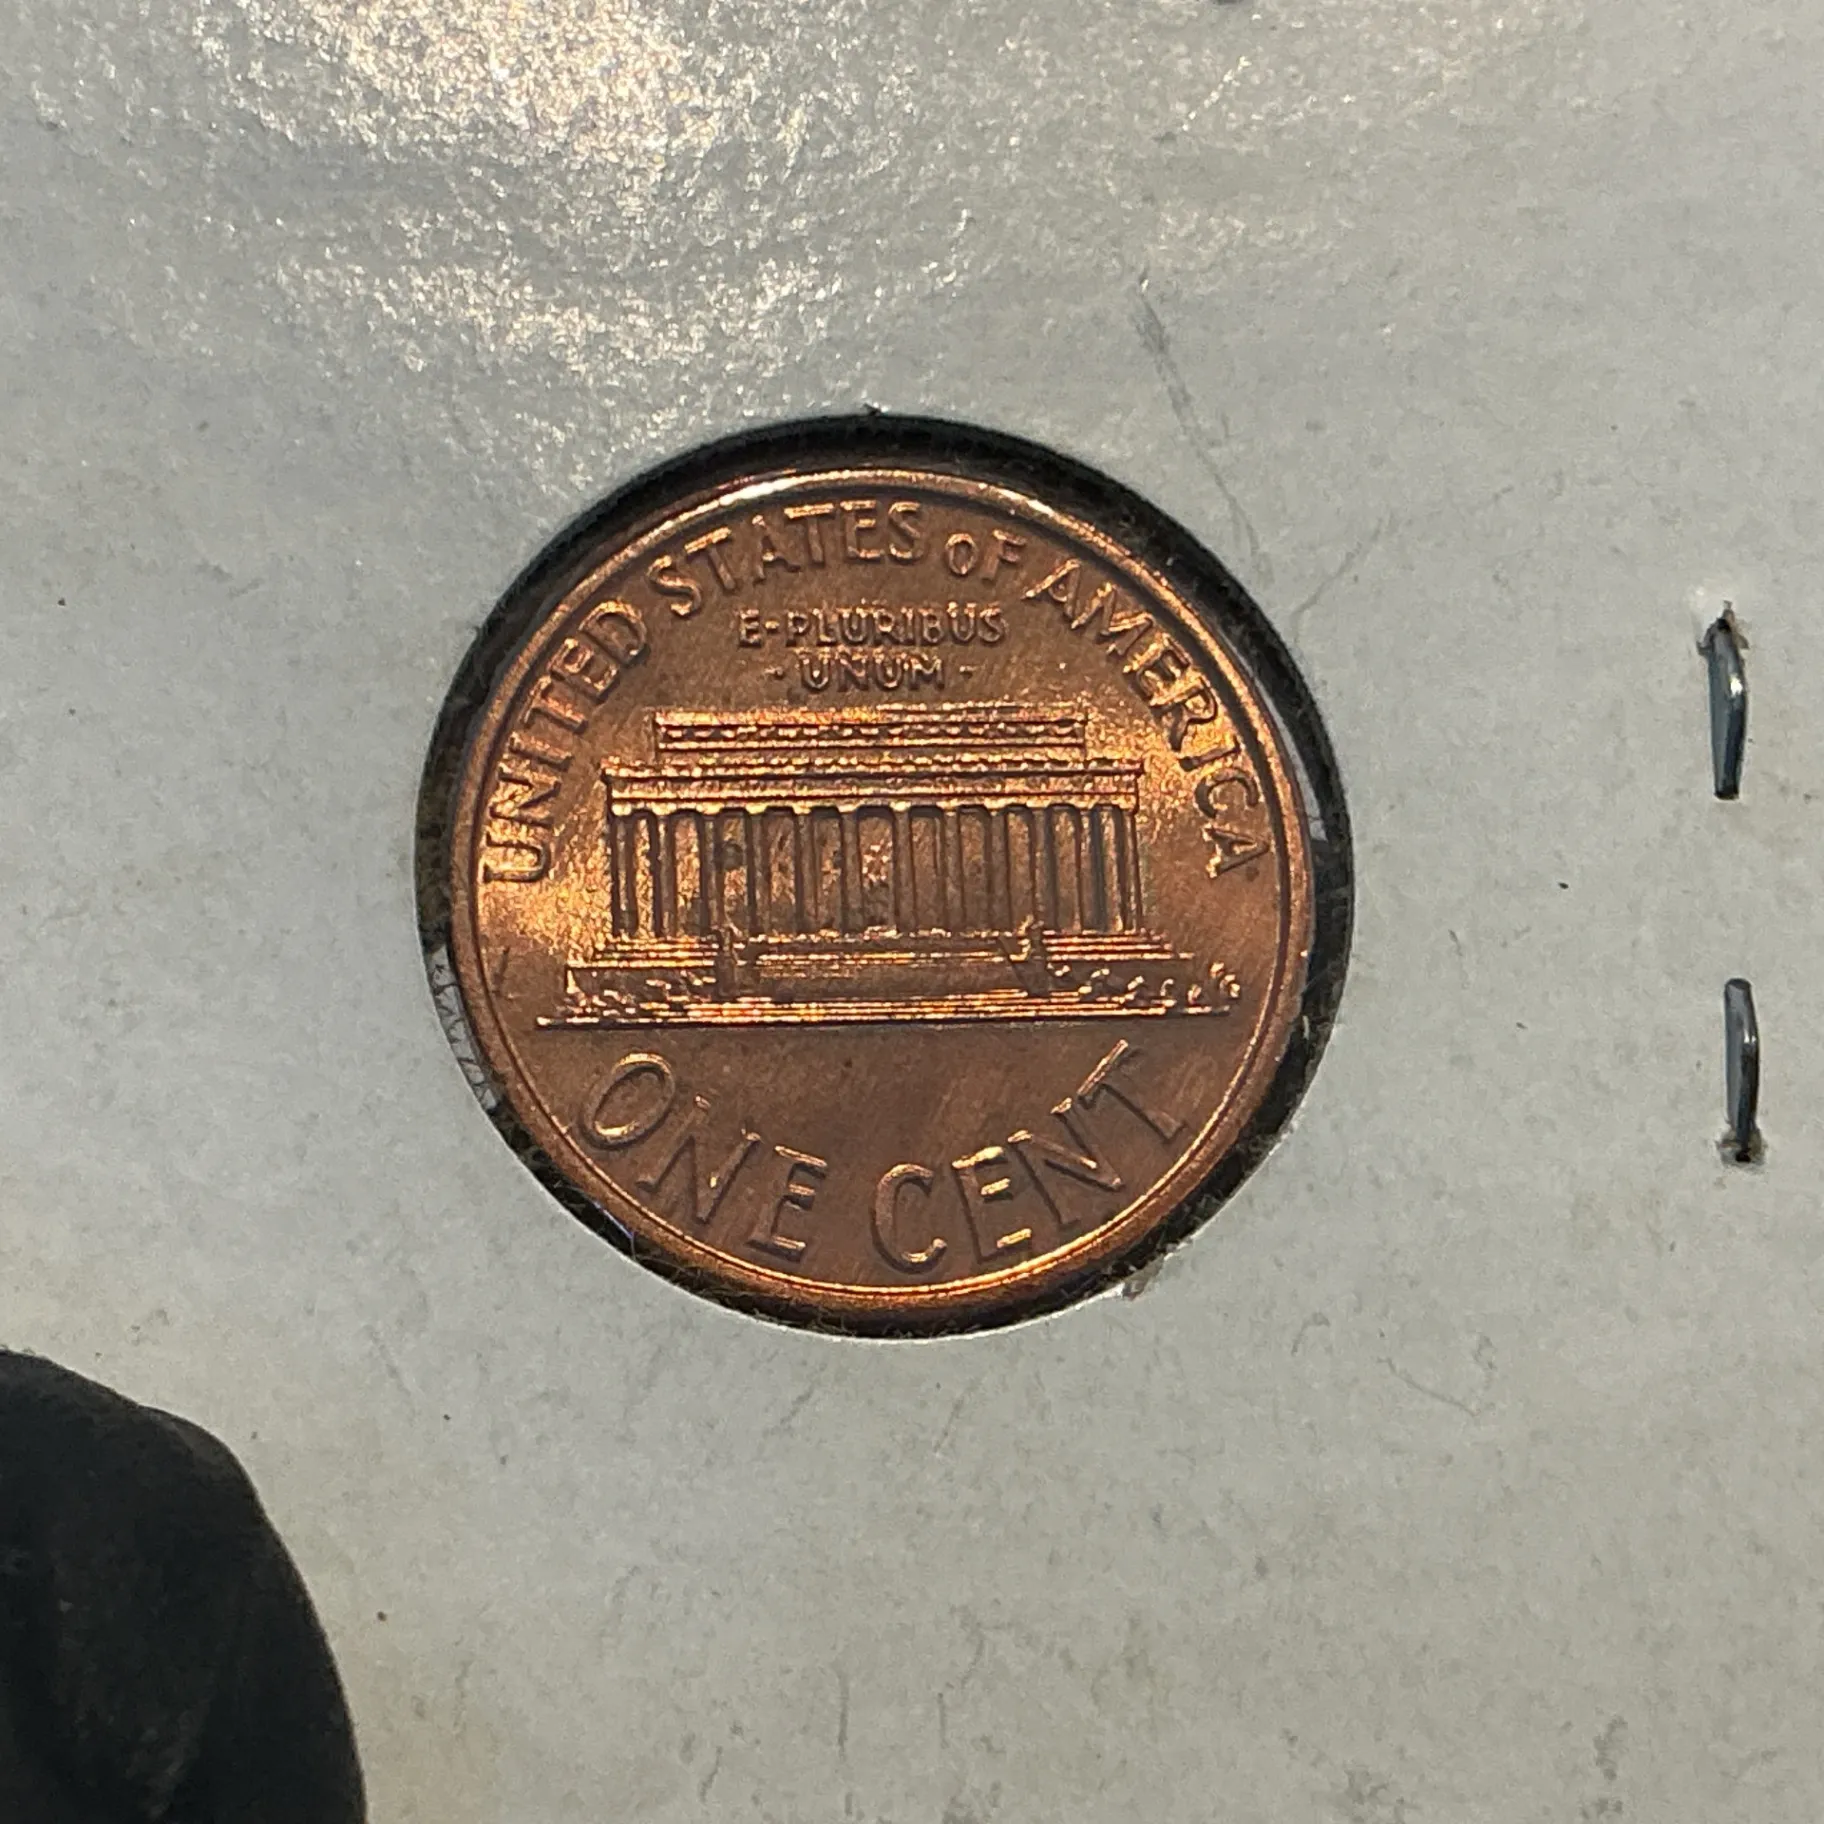 UNITED STATES OF AMERICA
E·PLURIBUS
·UNUM·
ONE CENT